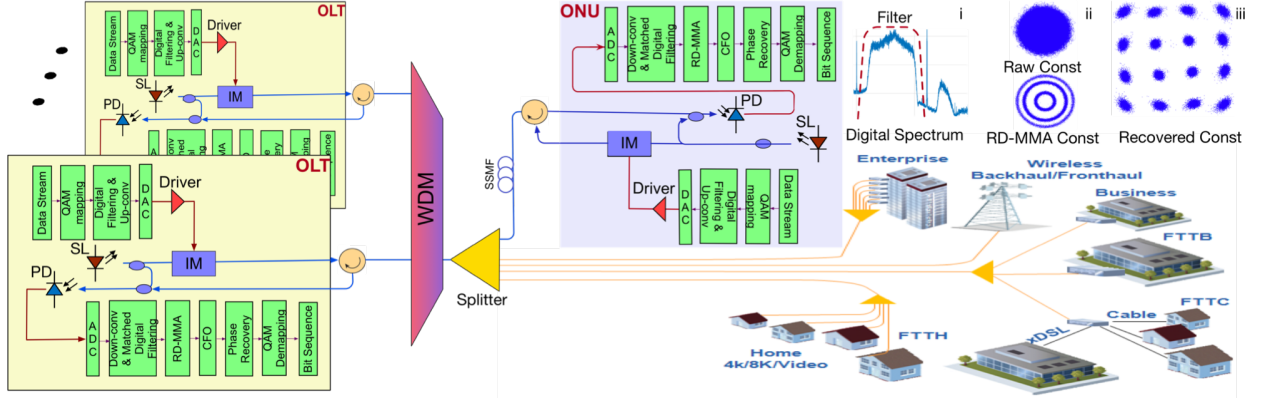 OLT
Data Stream
QAM
mapping
Digital
Filtering &
Up-conv
D
A
C
Driver
SL
PD
IM
OLT
Data Stream
QAM
mapping
Digital
Filtering &
Up-conv
D
A
C
Driver
SL
PD
IM
A
D
C
Down-conv
& Matched
Digital
Filtering
RD-MMA
CFO
Phase
Recovery
QAM
Demapping
Bit Sequence
WDM
Splitter
SSMF
ONU
A
D
C
Down-conv
& Matched
Digital
Filtering
RD-MMA
CFO
Phase
Recovery
QAM
Demapping
Bit Sequence
PD
SL
IM
Driver
D
A
C
Digital
Filtering &
Up-conv
QAM
mapping
Data Stream
Filter
i
Digital Spectrum
ii
Raw Const
RD-MMA Const
iii
Recovered Const
Enterprise
Wireless
Backhaul/Fronthaul
Business
FTTB
FTTC
Cable
xDSL
FTTH
Home
4k/8K/Video